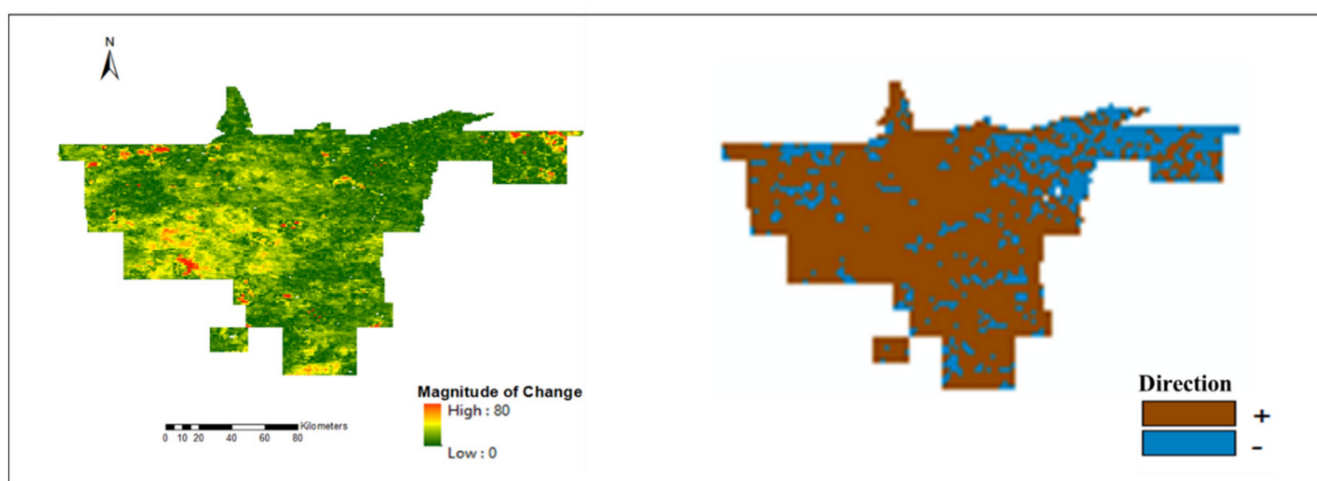 N
Magnitude of Change
High : 80
Low : 0
Kilometers
0 10 20 40 60 80
Direction
+
-